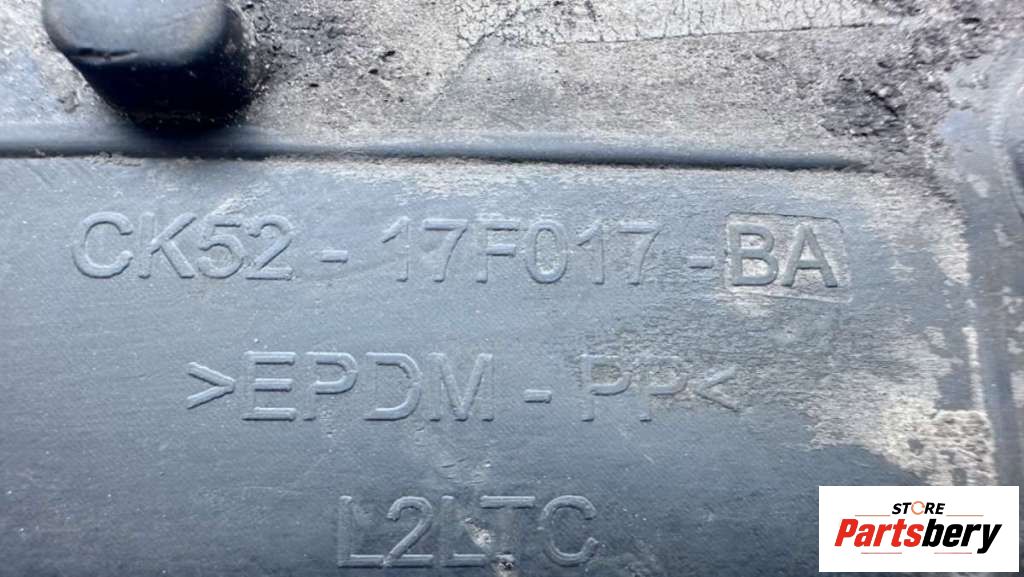 CK52 - 17F017 - BA
>EPDM - PP<
L2LTC
STORE
Partsbery